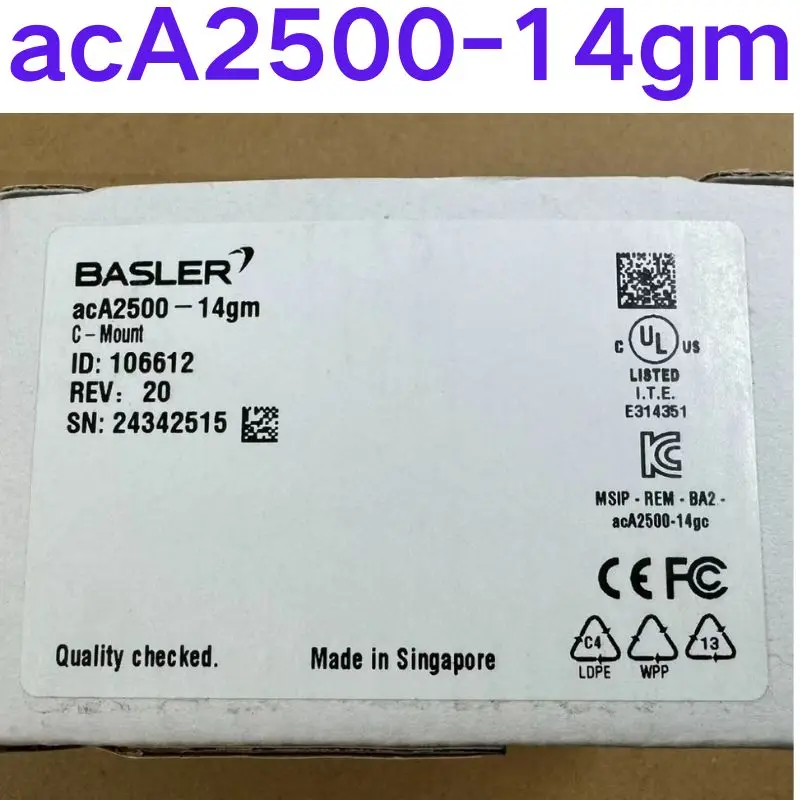 acA2500-14gm
BASLER
acA2500-14gm
C-Mount
ID: 106612
REV: 20
SN: 24342515
C UL US
LISTED
I.T.E.
E314351
KC
MSIP - REM - BA2 -
acA2500-14gc
CE FC
C4
LDPE
WPP
13
Quality checked.
Made in Singapore